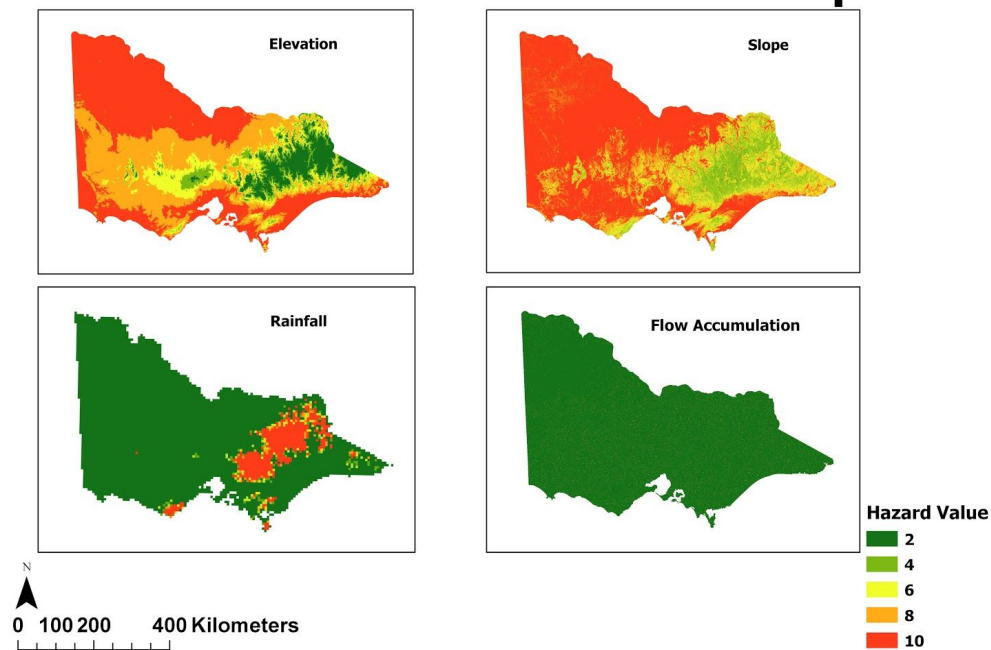 Elevation
Slope
Rainfall
Flow Accumulation
Hazard Value
2
4
6
8
10
N
0 100 200 400 Kilometers